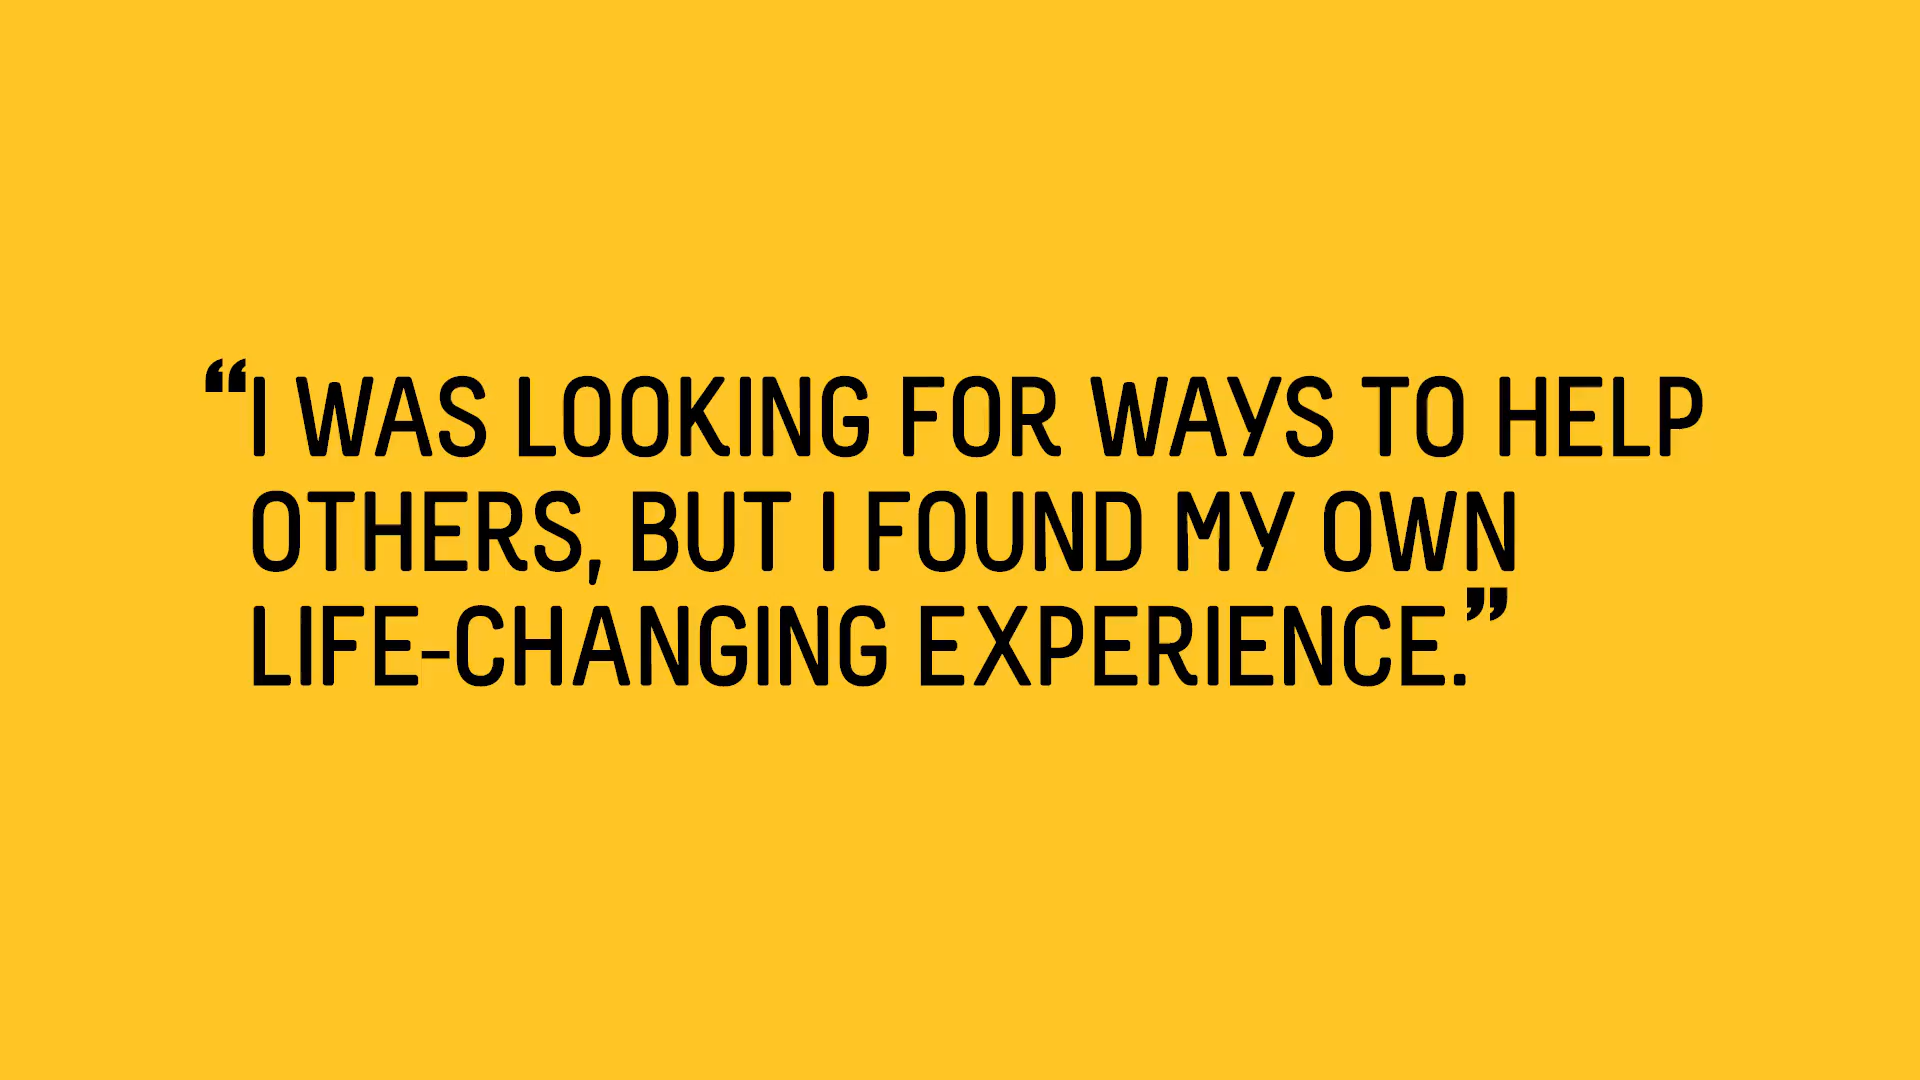 “I WAS LOOKING FOR WAYS TO HELP
OTHERS, BUT I FOUND MY OWN
LIFE-CHANGING EXPERIENCE.”